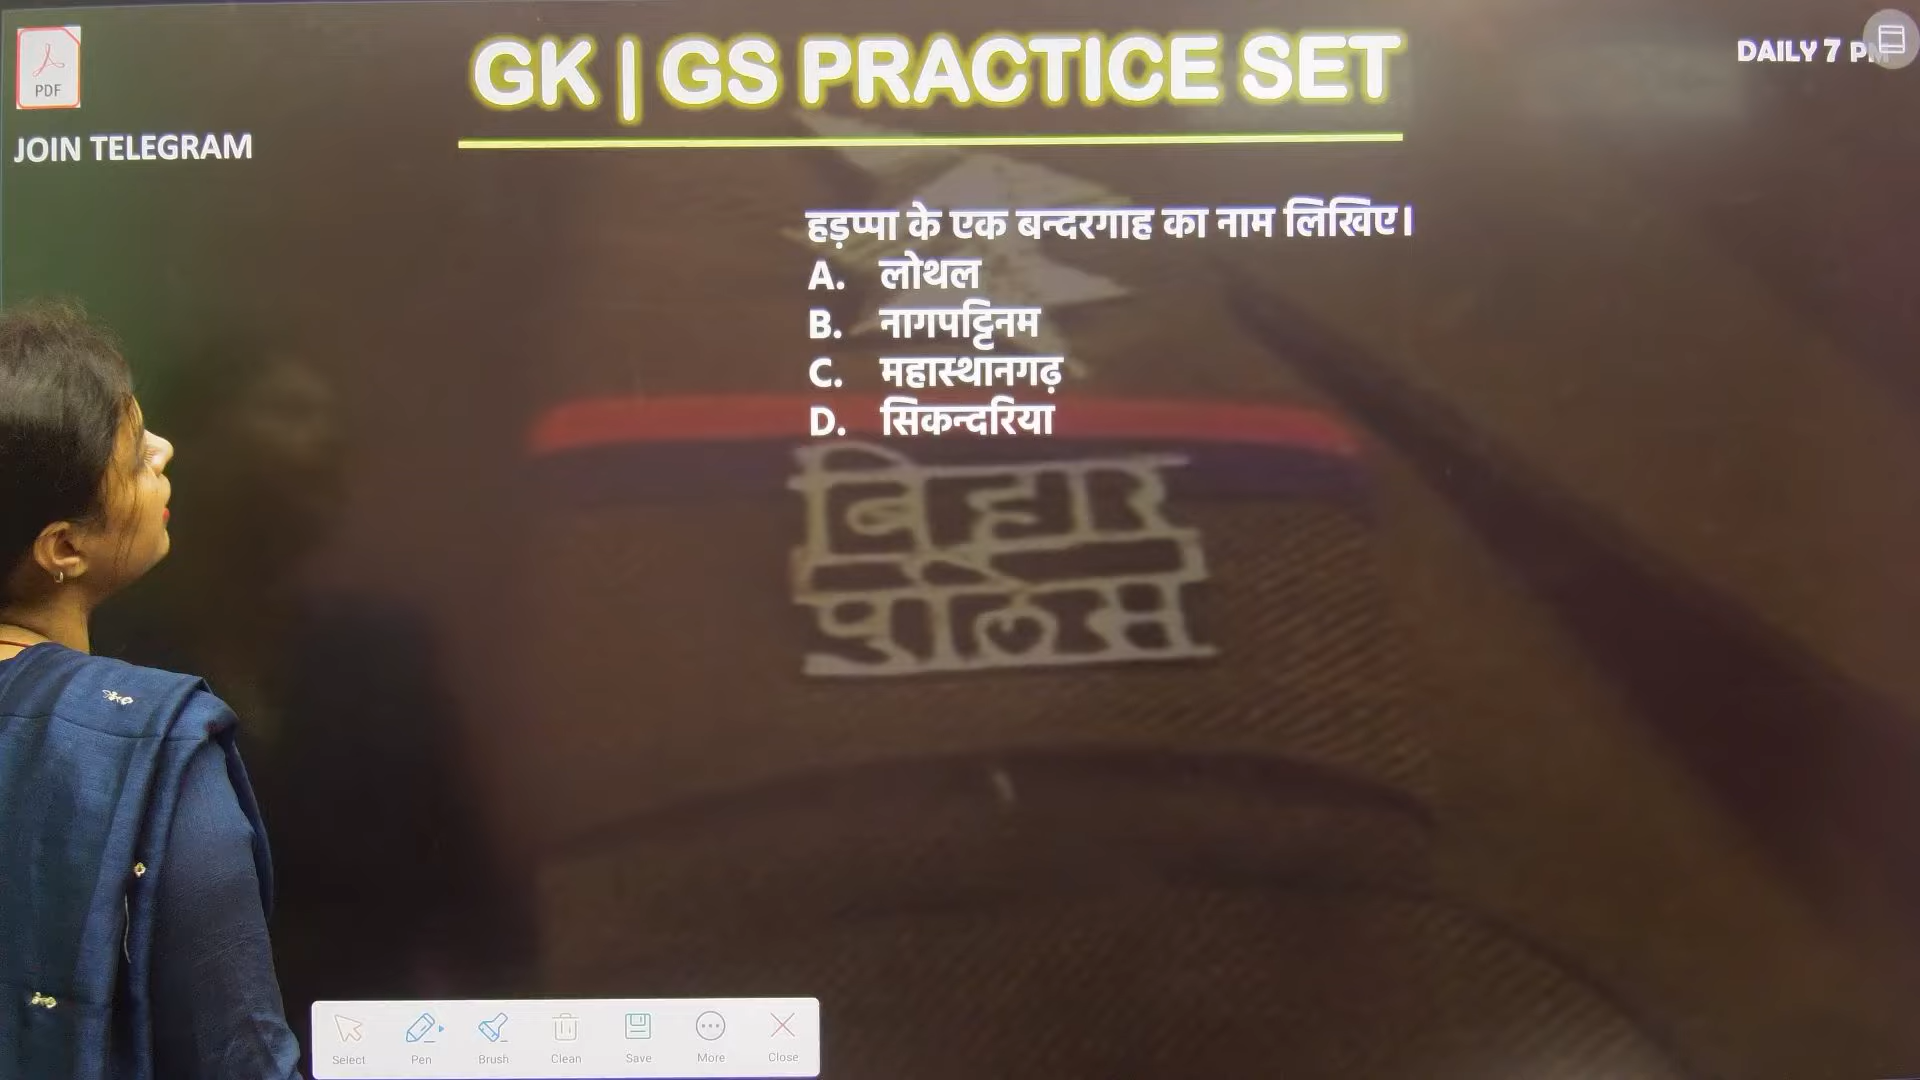 GK | GS PRACTICE SET
DAILY 7 PM
PDF
JOIN TELEGRAM
हड़प्पा के एक बन्दरगाह का नाम लिखिए।
A. लोथल
B. नागपट्टिनम
C. महास्थानगढ़
D. सिकन्दरिया
बिहार
पुलिस
Select Pen Brush Clean Save More Close